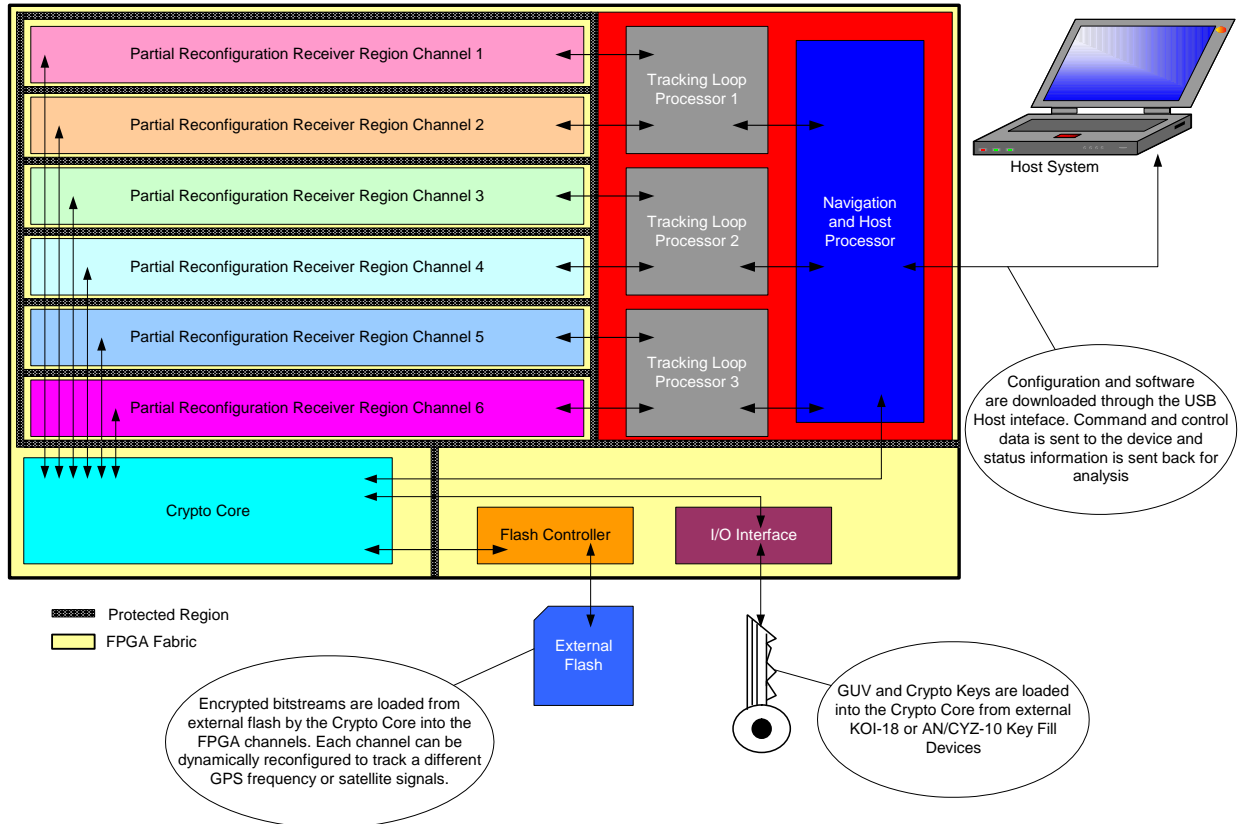 Partial Reconfiguration Receiver Region Channel 1
Partial Reconfiguration Receiver Region Channel 2
Partial Reconfiguration Receiver Region Channel 3
Partial Reconfiguration Receiver Region Channel 4
Partial Reconfiguration Receiver Region Channel 5
Partial Reconfiguration Receiver Region Channel 6
Tracking Loop
Processor 1
Tracking Loop
Processor 2
Tracking Loop
Processor 3
Navigation
and Host
Processor
Host System
Configuration and software
are downloaded through the USB
Host inteface. Command and control
data is sent to the device and
status information is sent back for
analysis
Crypto Core
Flash Controller
I/O Interface
Protected Region
FPGA Fabric
External
Flash
Encrypted bitstreams are loaded from
external flash by the Crypto Core into the
FPGA channels. Each channel can be
dynamically reconfigured to track a different
GPS frequency or satellite signals.
GUV and Crypto Keys are loaded
into the Crypto Core from external
KOI-18 or AN/CYZ-10 Key Fill
Devices